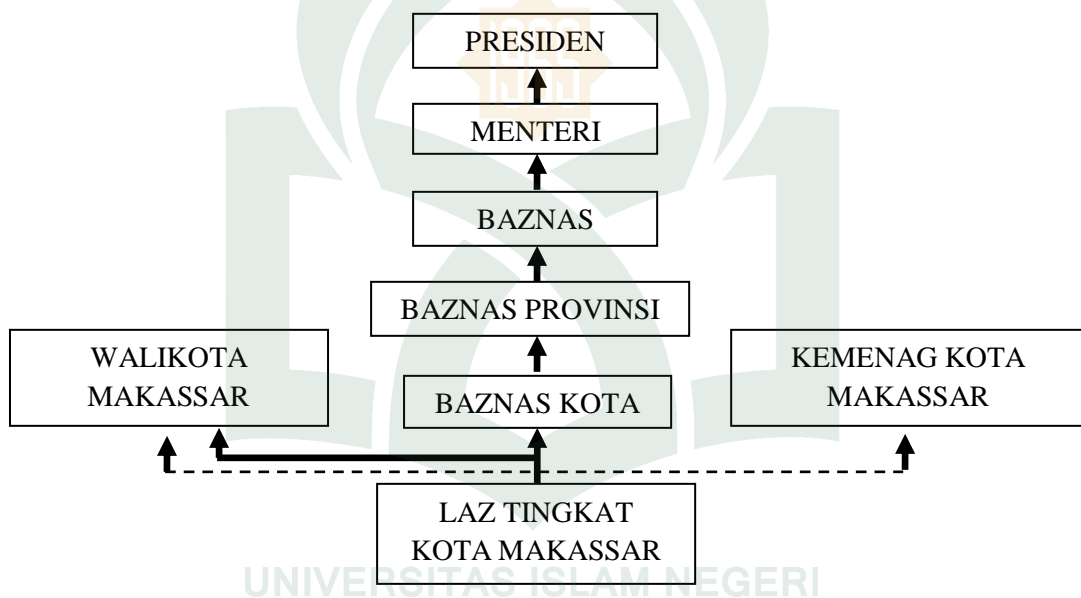 1965
PRESIDEN
MENTERI
BAZNAS
BAZNAS PROVINSI
WALIKOTA
MAKASSAR
BAZNAS KOTA
KEMENAG KOTA
MAKASSAR
LAZ TINGKAT
KOTA MAKASSAR
UNIVERSITAS ISLAM NEGERI